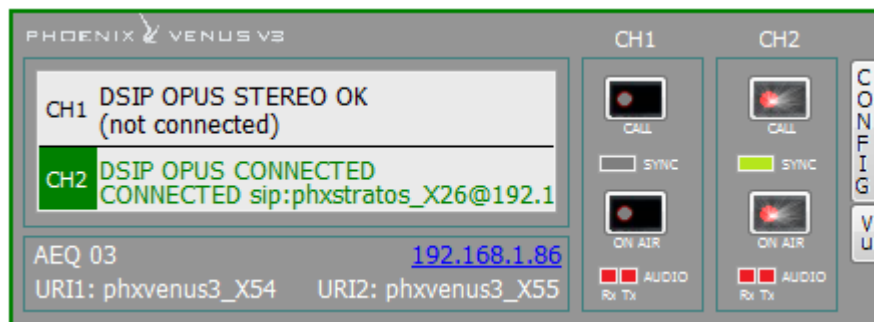 PHOENIX VENUS V3
CH1 DSIP OPUS STEREO OK
(not connected)
CH2 DSIP OPUS CONNECTED
CONNECTED sip:phxstratos_X26@192.1
AEQ 03 192.168.1.86
URI1: phxvenus3_X54 URI2: phxvenus3_X55
CH1
CALL
SYNC
ON AIR
AUDIO
Rx Tx
CH2
CALL
SYNC
ON AIR
AUDIO
Rx Tx
CONFIG
Vu